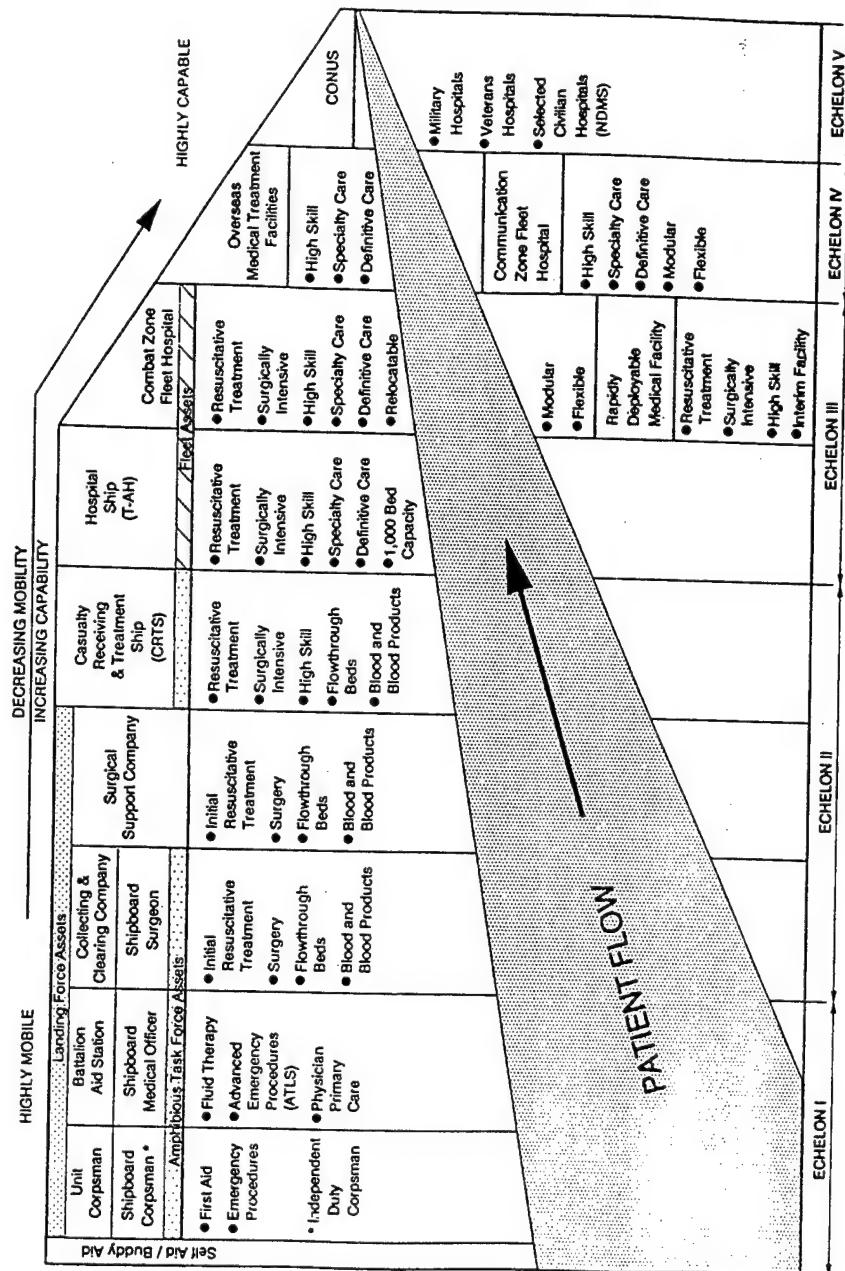 HIGHLY MOBILE
DECREASING MOBILITY
INCREASING CAPABILITY
HIGHLY CAPABLE
Self Aid / Buddy Aid
Landing Force Assets
Unit
Corpsman
Shipboard
Corpsman *
Battalion
Aid Station
Shipboard
Medical Officer
Amphibious Task Force Assets
Collecting &
Clearing Company
Shipboard
Surgeon
Surgical
Support Company
Casualty
Receiving
& Treatment
Ship
(CRTS)
Hospital
Ship
(T-AH)
Combat Zone
Fleet Hospital
Fleet Assets
Overseas
Medical Treatment
Facilities
CONUS
● First Aid
● Emergency
Procedures
* Independent
Duty
Corpsman
● Fluid Therapy
● Advanced
Emergency
Procedures
(ATLS)
● Physician
Primary
Care
● Initial
Resuscitative
Treatment
● Surgery
● Flowthrough
Beds
● Blood and
Blood Products
● Initial
Resuscitative
Treatment
● Surgery
● Flowthrough
Beds
● Blood and
Blood Products
● Resuscitative
Treatment
● Surgically
Intensive
● High Skill
● Flowthrough
Beds
● Blood and
Blood Products
● Resuscitative
Treatment
● Surgically
Intensive
● High Skill
● Specialty Care
● Definitive Care
● 1,000 Bed
Capacity
● Resuscitative
Treatment
● Surgically
Intensive
● High Skill
● Specialty Care
● Definitive Care
● Relocatable
● Modular
● Flexible
Rapidly
Deployable
Medical Facility
● Resuscitative
Treatment
● Surgically
Intensive
● High Skill
● Interim Facility
● High Skill
● Specialty Care
● Definitive Care
Communication
Zone Fleet
Hospital
● High Skill
● Specialty Care
● Definitive Care
● Modular
● Flexible
● Military
Hospitals
● Veterans
Hospitals
● Selected
Civilian
Hospitals
(NDMS)
PATIENT FLOW
ECHELON I
ECHELON II
ECHELON III
ECHELON IV
ECHELON V